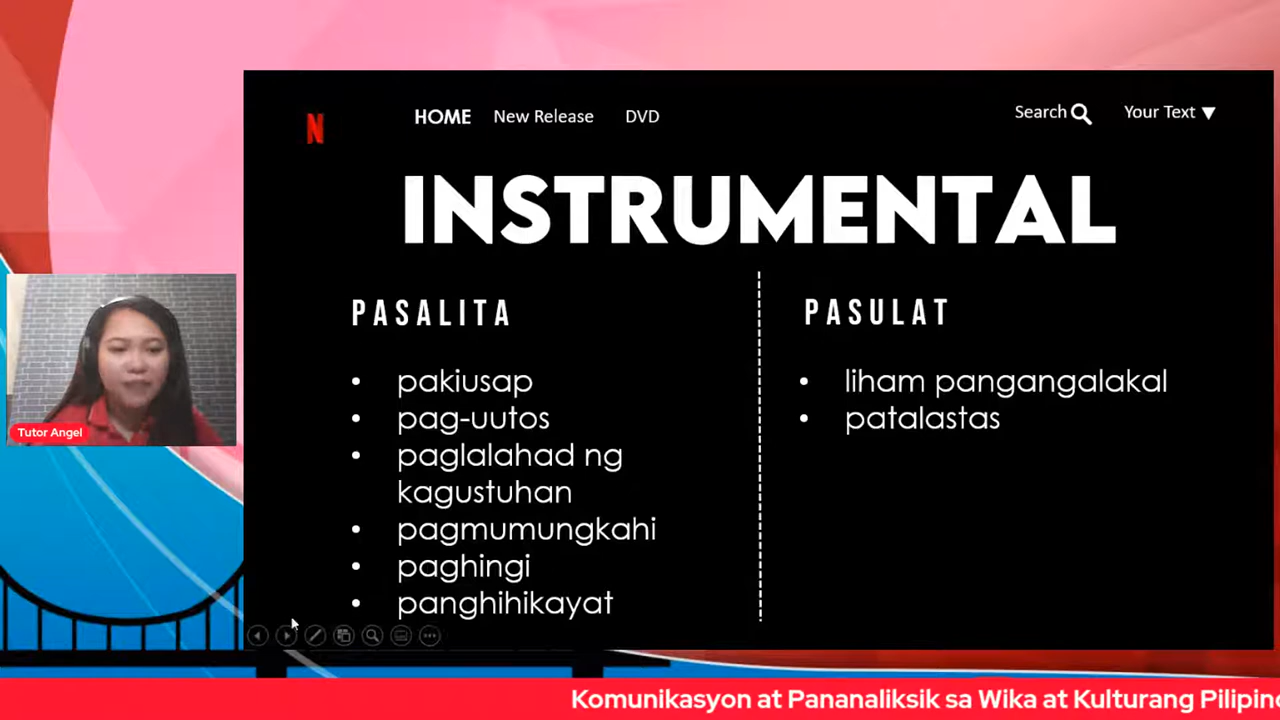 N
HOME New Release DVD
Search Your Text
INSTRUMENTAL
PASALITA
• pakiusap
• pag-uutos
• paglalahad ng
kagustuhan
• pagmumungkahi
• paghingi
• panghihikayat
PASULAT
• liham pangangalakal
• patalastas
Tutor Angel
Komunikasyon at Pananaliksik sa Wika at Kulturang Pilipin